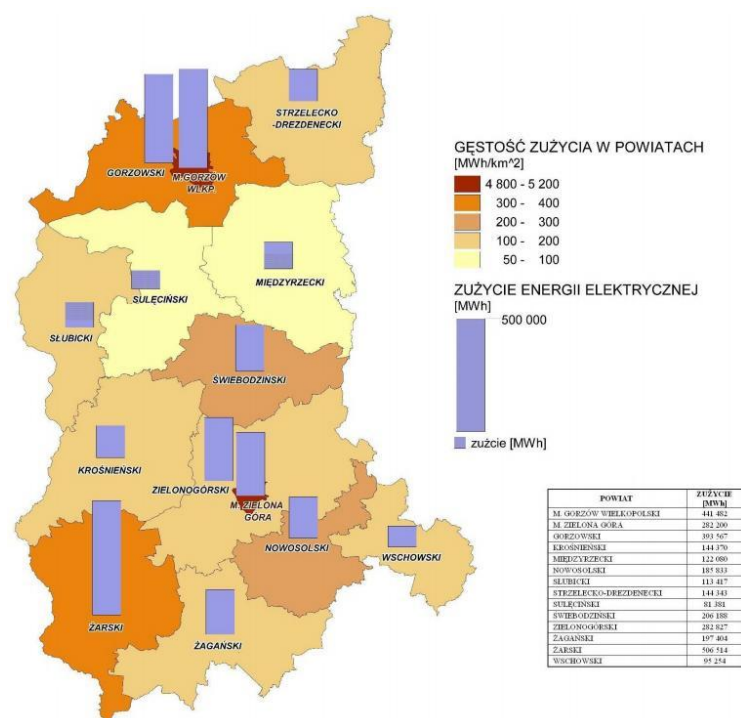 STRZELECKO
-DREZDENECKI
GORZOWSKI
M.GORZÓW
WLKP.
MIĘDZYRZECKI
SULĘCIŃSKI
SŁUBICKI
ŚWIEBODZIŃSKI
KROŚNIEŃSKI
ZIELONOGÓRSKI
M. ZIELONA
GÓRA
NOWOSOLSKI
WSCHOWSKI
ŻARSKI
ŻAGAŃSKI
GĘSTOŚĆ ZUŻYCIA W POWIATACH
[MWh/km^2]
4 800 - 5 200
300 - 400
200 - 300
100 - 200
50 - 100
ZUŻYCIE ENERGII ELEKTRYCZNEJ
[MWh]
500 000
zużcie [MWh]
POWIAT ZUŻYCIE
[MWh]
M. GORZÓW WIELKOPOLSKI 441 482
M. ZIELONA GÓRA 282 200
GORZOWSKI 393 567
KROŚNIEŃSKI 144 370
MIĘDZYRZECKI 122 080
NOWOSOLSKI 185 833
SŁUBICKI 113 417
STRZELECKO-DREZDENECKI 144 343
SULĘCIŃSKI 81 381
ŚWIEBODZIŃSKI 206 188
ZIELONOGÓRSKI 282 827
ŻAGAŃSKI 197 404
ŻARSKI 506 514
WSCHOWSKI 95 254